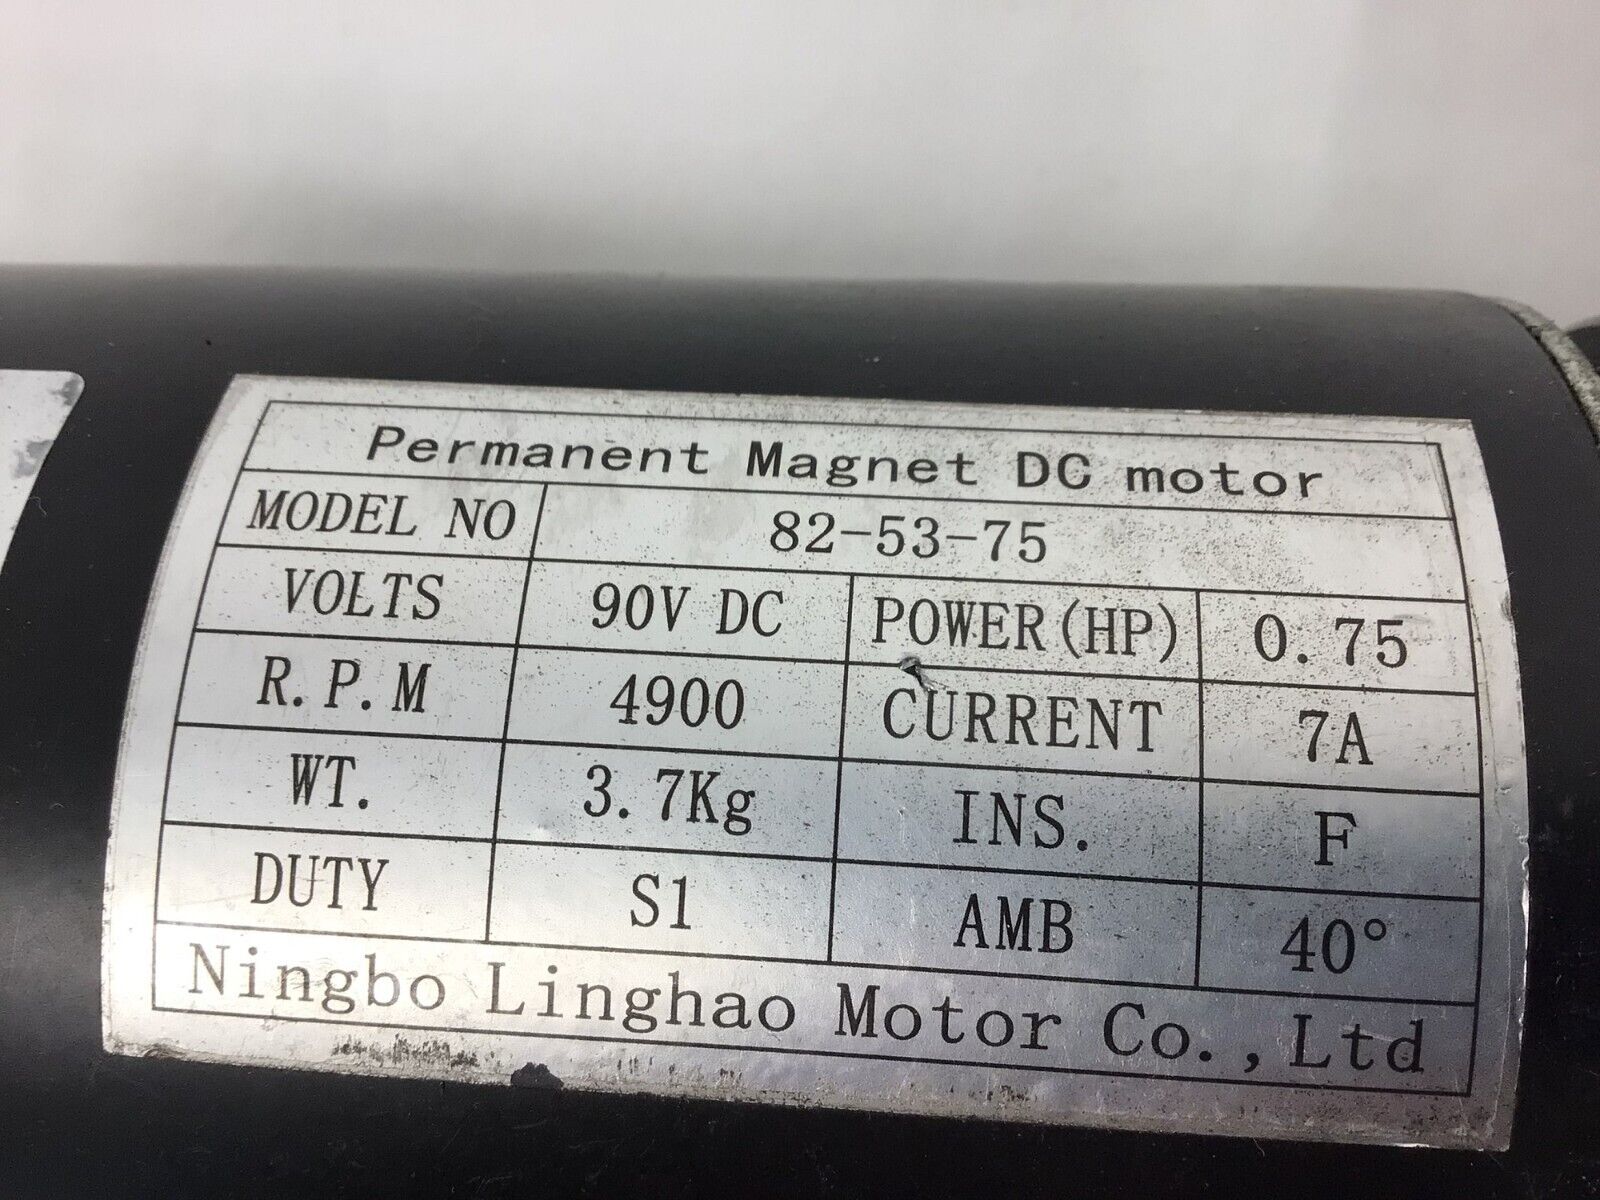 Permanent Magnet DC motor
MODEL NO 82-53-75
VOLTS 90V DC POWER(HP) 0.75
R.P.M 4900 CURRENT 7A
WT. 3.7Kg INS. F
DUTY S1 AMB 40°
Ningbo Linghao Motor Co.,Ltd